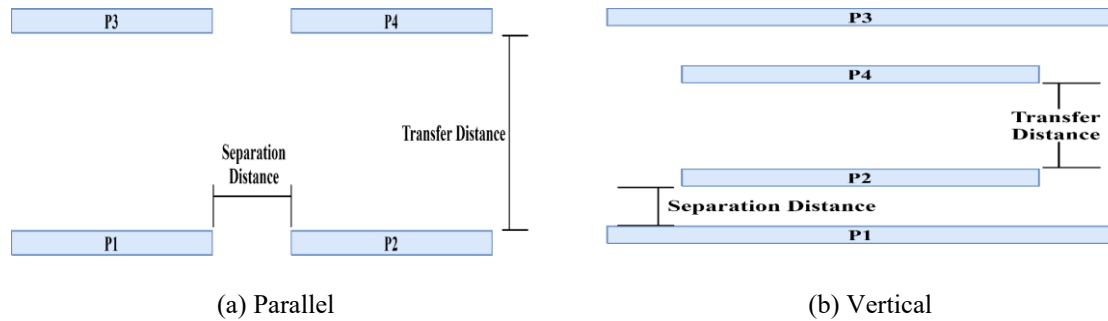 P3
P4
Transfer Distance
Separation
Distance
P1
P2
(a) Parallel
P3
P4
Transfer
Distance
P2
Separation Distance
P1
(b) Vertical